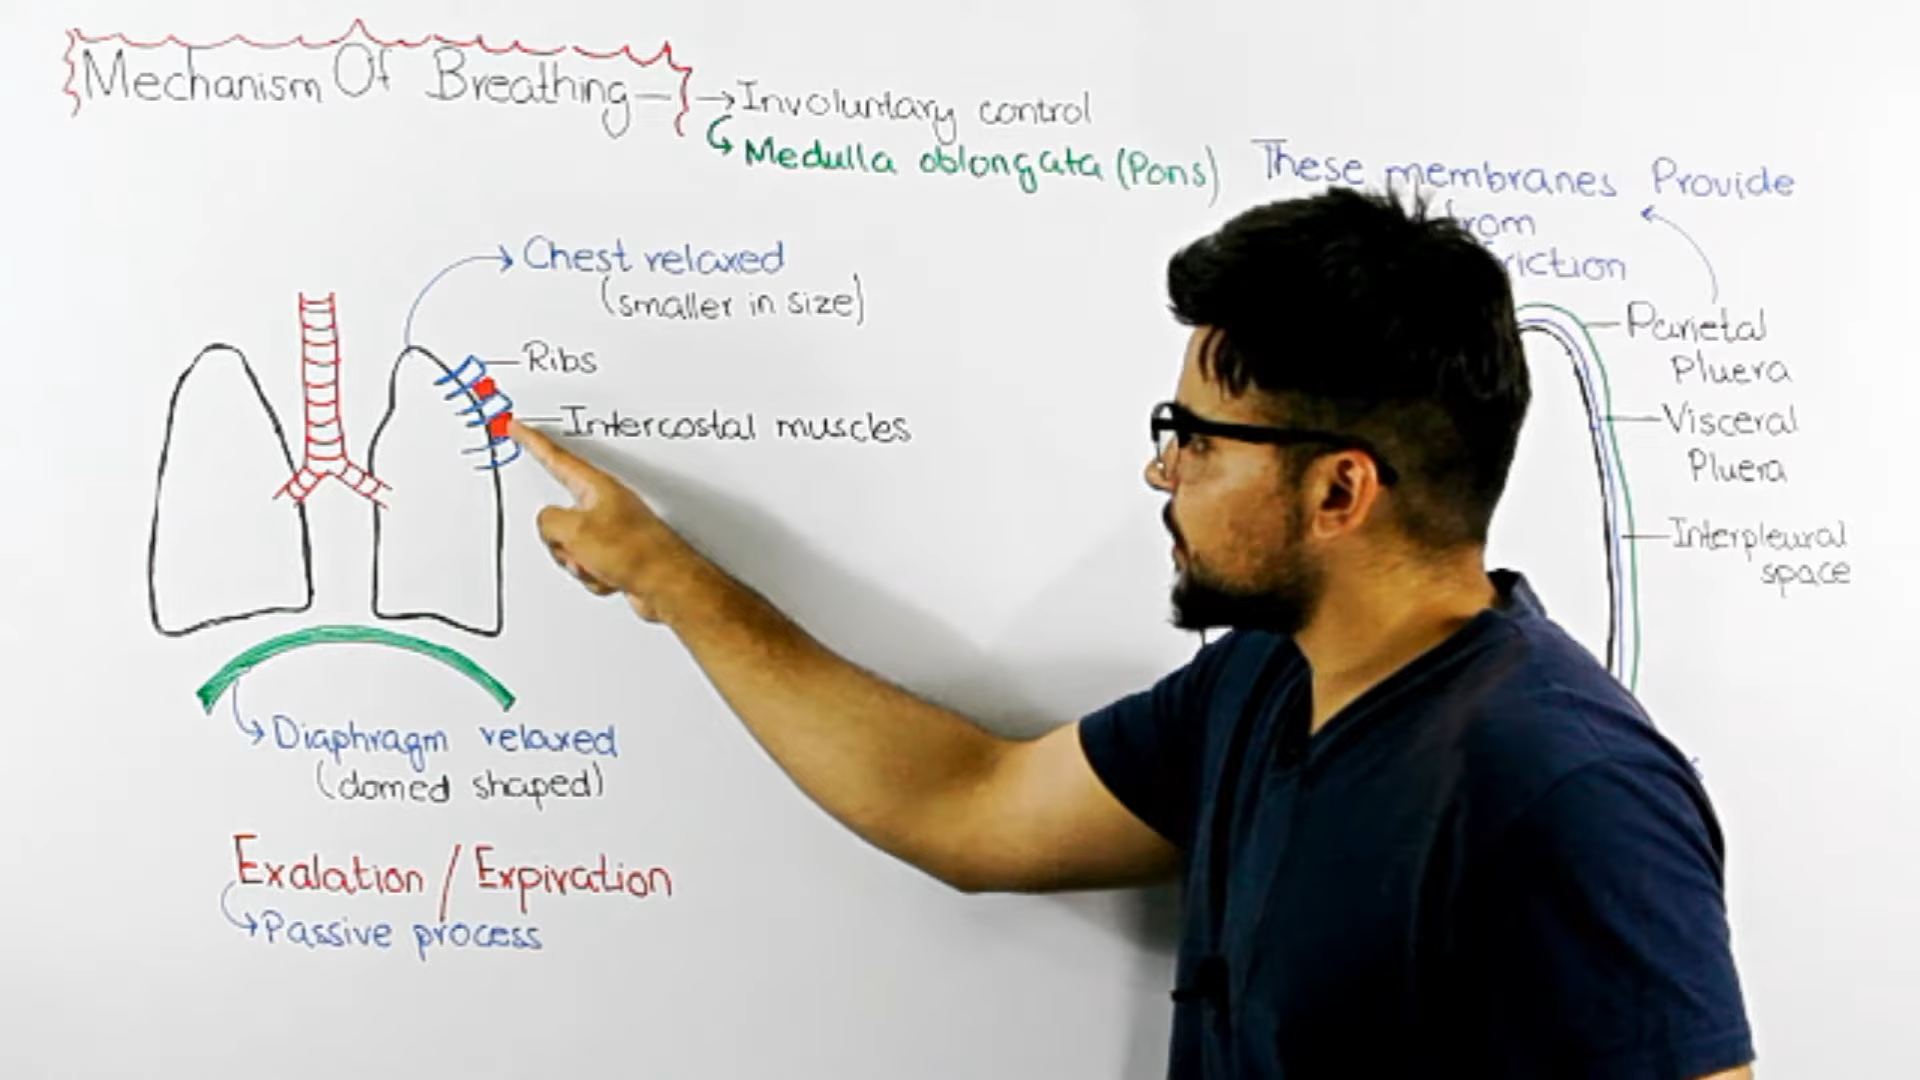 Mechanism Of Breathing
→Involuntary control
Medulla oblongata (Pons)
These membranes Provide
from
Chest relaxed
(smaller in size)
Ribs
Intercostal muscles
Parietal
Pluera
Visceral
Pluera
Interpleural
space
Diaphragm relaxed
(domed shaped)
Exalation / Expiration
Passive process